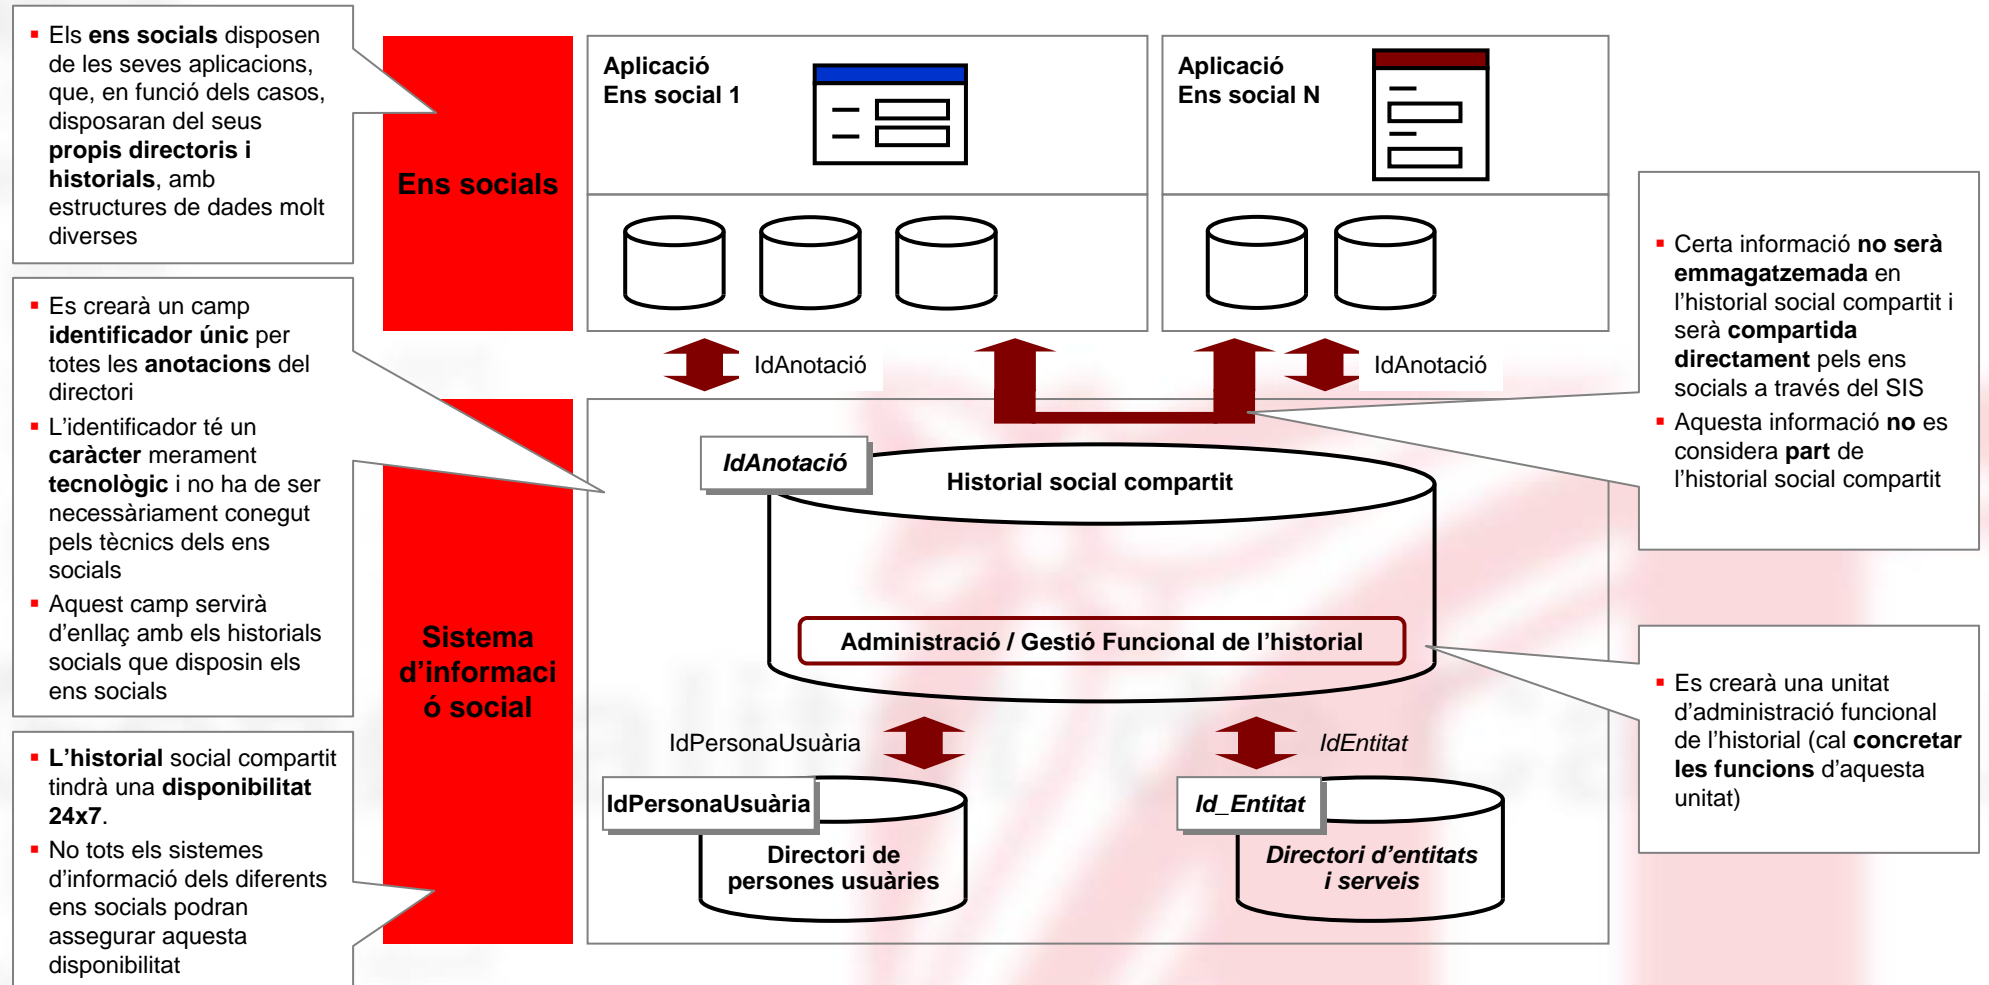 Els ens socials disposen
de les seves aplicacions,
que, en funció dels casos,
disposaran del seus
propis directoris i
historials, amb
estructures de dades molt
diverses
Es crearà un camp
identificador únic per
totes les anotacions del
directori
L'identificador té un
caràcter merament
tecnològic i no ha de ser
necessàriament conegut
pels tècnics dels ens
socials
Aquest camp servirà
d'enllaç amb els historials
socials que disposin els
ens socials
L'historial social compartit
tindrà una disponibilitat
24x7.
No tots els sistemes
d'informació dels diferents
ens socials podran
assegurar aquesta
disponibilitat
Ens socials
Sistema
d'informaci
ó social
Aplicació
Ens social 1
Aplicació
Ens social N
IdAnotació
IdAnotació
IdAnotació
Historial social compartit
Administració / Gestió Funcional de l'historial
IdPersonaUsuària
IdEntitat
IdPersonaUsuària
Directori de
persones usuàries
Id_Entitat
Directori d'entitats
i serveis
Certa informació no serà
emmagatzemada en
l'historial social compartit i
serà compartida
directament pels ens
socials a través del SIS
Aquesta informació no es
considera part de
l'historial social compartit
Es crearà una unitat
d'administració funcional
de l'historial (cal concretar
les funcions d'aquesta
unitat)